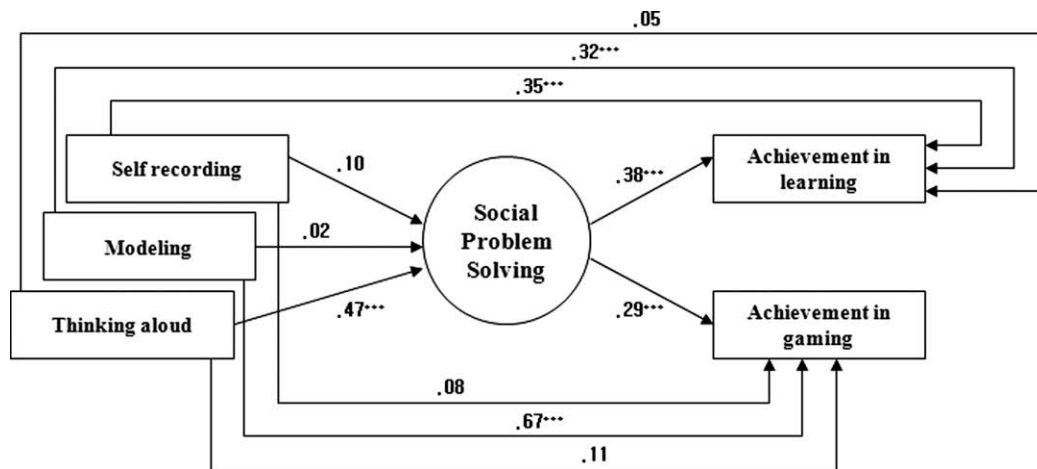 .05
.32***
.35***
Self recording
.10
Achievement in
learning
.38***
Modeling
.02
Social
Problem
Solving
Thinking aloud
.47***
.29***
Achievement in
gaming
.08
.67***
.11